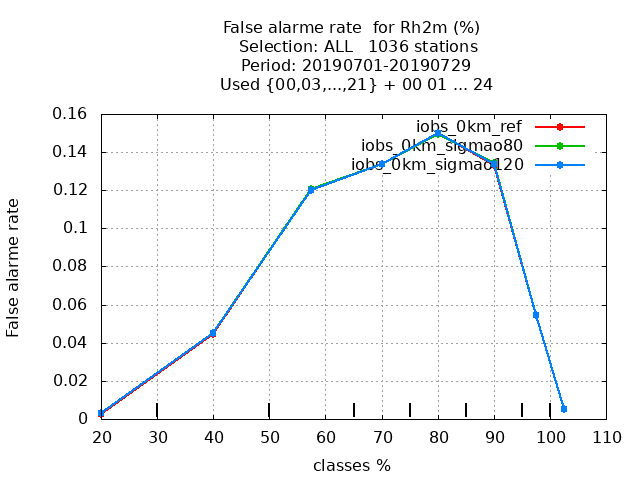 False alarme rate  for Rh2m (%)
Selection: ALL   1036 stations
Period: 20190701-20190729
Used {00,03,...,21} + 00 01 ... 24
iobs_0km_ref
iobs_0km_sigmao80
iobs_0km_sigmao120
False alarme rate
0.16
0.14
0.12
0.1
0.08
0.06
0.04
0.02
0
20 30 40 50 60 70 80 90 100 110
classes %